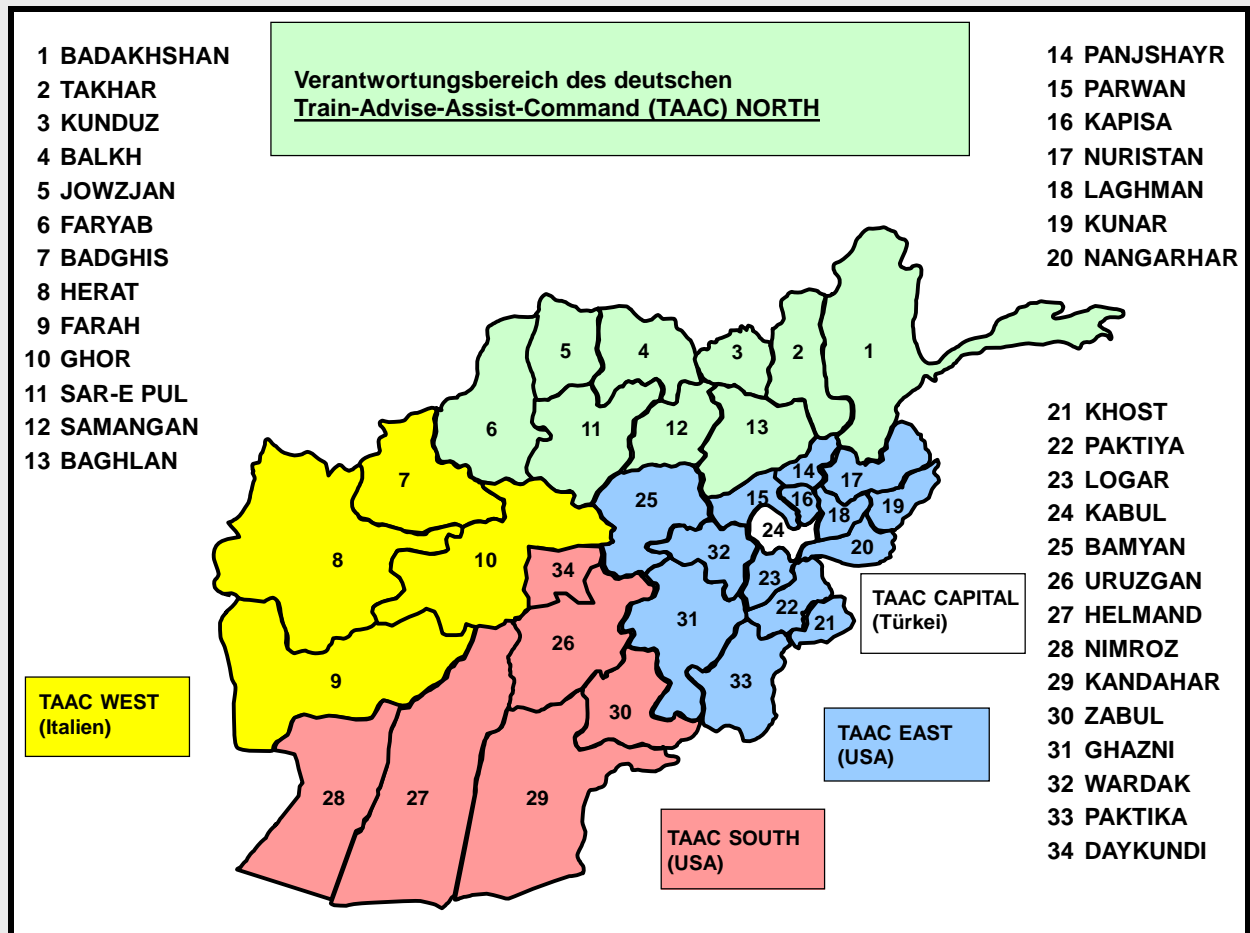 1 BADAKHSHAN
2 TAKHAR
3 KUNDUZ
4 BALKH
5 JOWZJAN
6 FARYAB
7 BADGHIS
8 HERAT
9 FARAH
10 GHOR
11 SAR-E PUL
12 SAMANGAN
13 BAGHLAN
Verantwortungsbereich des deutschen
Train-Advise-Assist-Command (TAAC) NORTH
14 PANJSHAYR
15 PARWAN
16 KAPISA
17 NURISTAN
18 LAGHMAN
19 KUNAR
20 NANGARHAR
21 KHOST
22 PAKTIYA
23 LOGAR
24 KABUL
25 BAMYAN
26 URUZGAN
27 HELMAND
28 NIMROZ
29 KANDAHAR
30 ZABUL
31 GHAZNI
32 WARDAK
33 PAKTIKA
34 DAYKUNDI
5
4
3
2
1
6
11
12
13
7
14
17
25
15
16
19
18
24
8
10
32
20
34
23
22
31
21
26
9
33
30
28
27
29
TAAC CAPITAL
(Türkei)
TAAC WEST
(Italien)
TAAC EAST
(USA)
TAAC SOUTH
(USA)